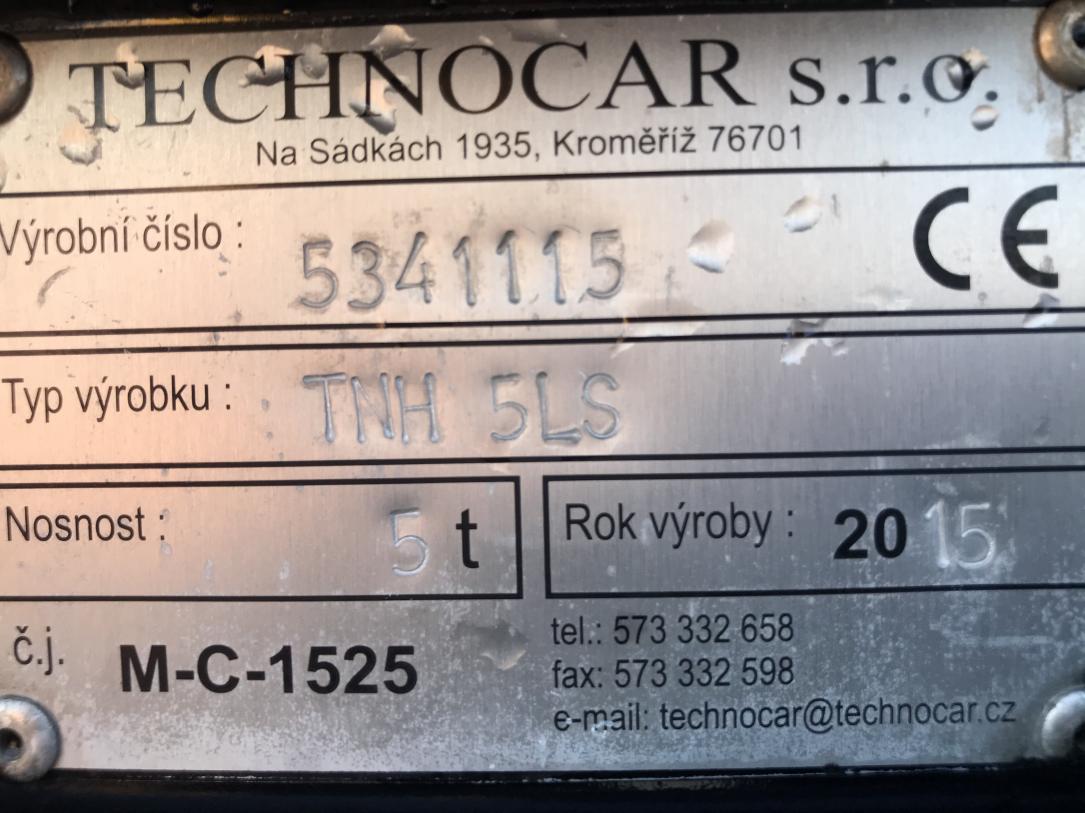 TECHNOCAR s.r.o.
Na Sádkách 1935, Kroměříž 76701
Výrobní číslo : 5341115 CE
Typ výrobku : TNH 5LS
Nosnost : 5 t Rok výroby : 2015
č.j. M-C-1525
tel.: 573 332 658
fax: 573 332 598
e-mail: technocar@technocar.cz